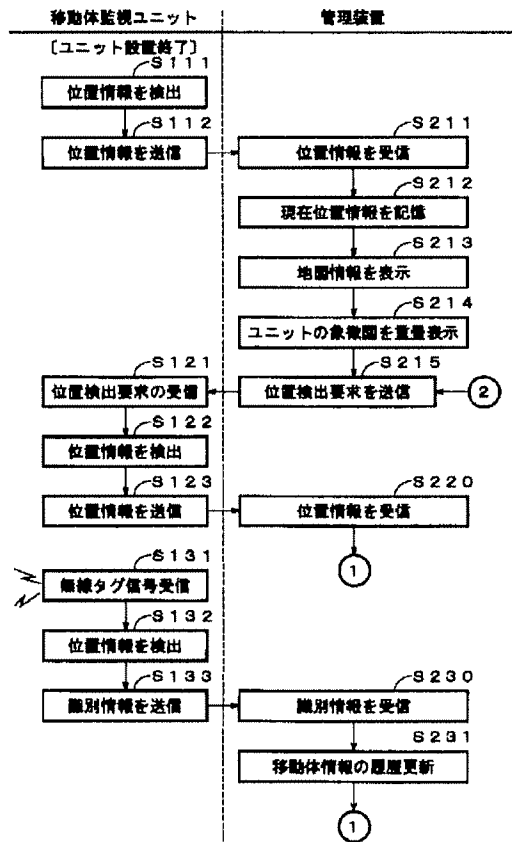 移動体監視ユニット
管理装置
〔ユニット設置終了〕
S111
位置情報を検出
S112
位置情報を送信
S211
位置情報を受信
S212
現在位置情報を記憶
S213
地図情報を表示
S214
ユニットの象徴図を重畳表示
S215
位置検出要求を送信
2
S121
位置検出要求の受信
S122
位置情報を検出
S123
位置情報を送信
S220
位置情報を受信
1
S131
無線タグ信号受信
S132
位置情報を検出
S133
識別情報を送信
S230
識別情報を受信
S231
移動体情報の履歴更新
1